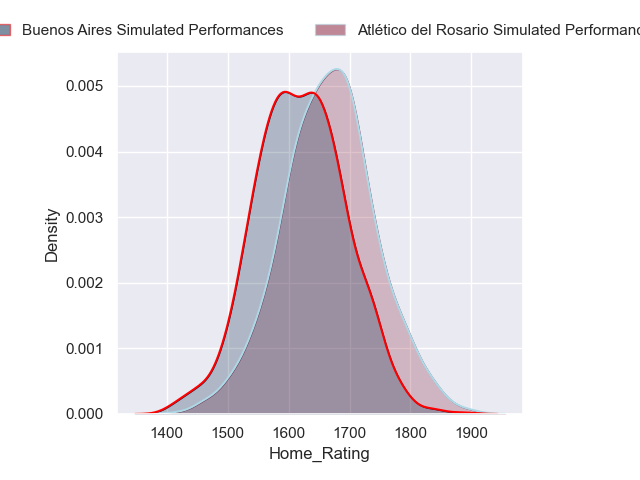 Buenos Aires Simulated Performances Atlético del Rosario Simulated
0.005
0.004
0.003
0.002
0.001
0.000
Density
1400 1500 1600 1700 1800 1900
Home_Rating